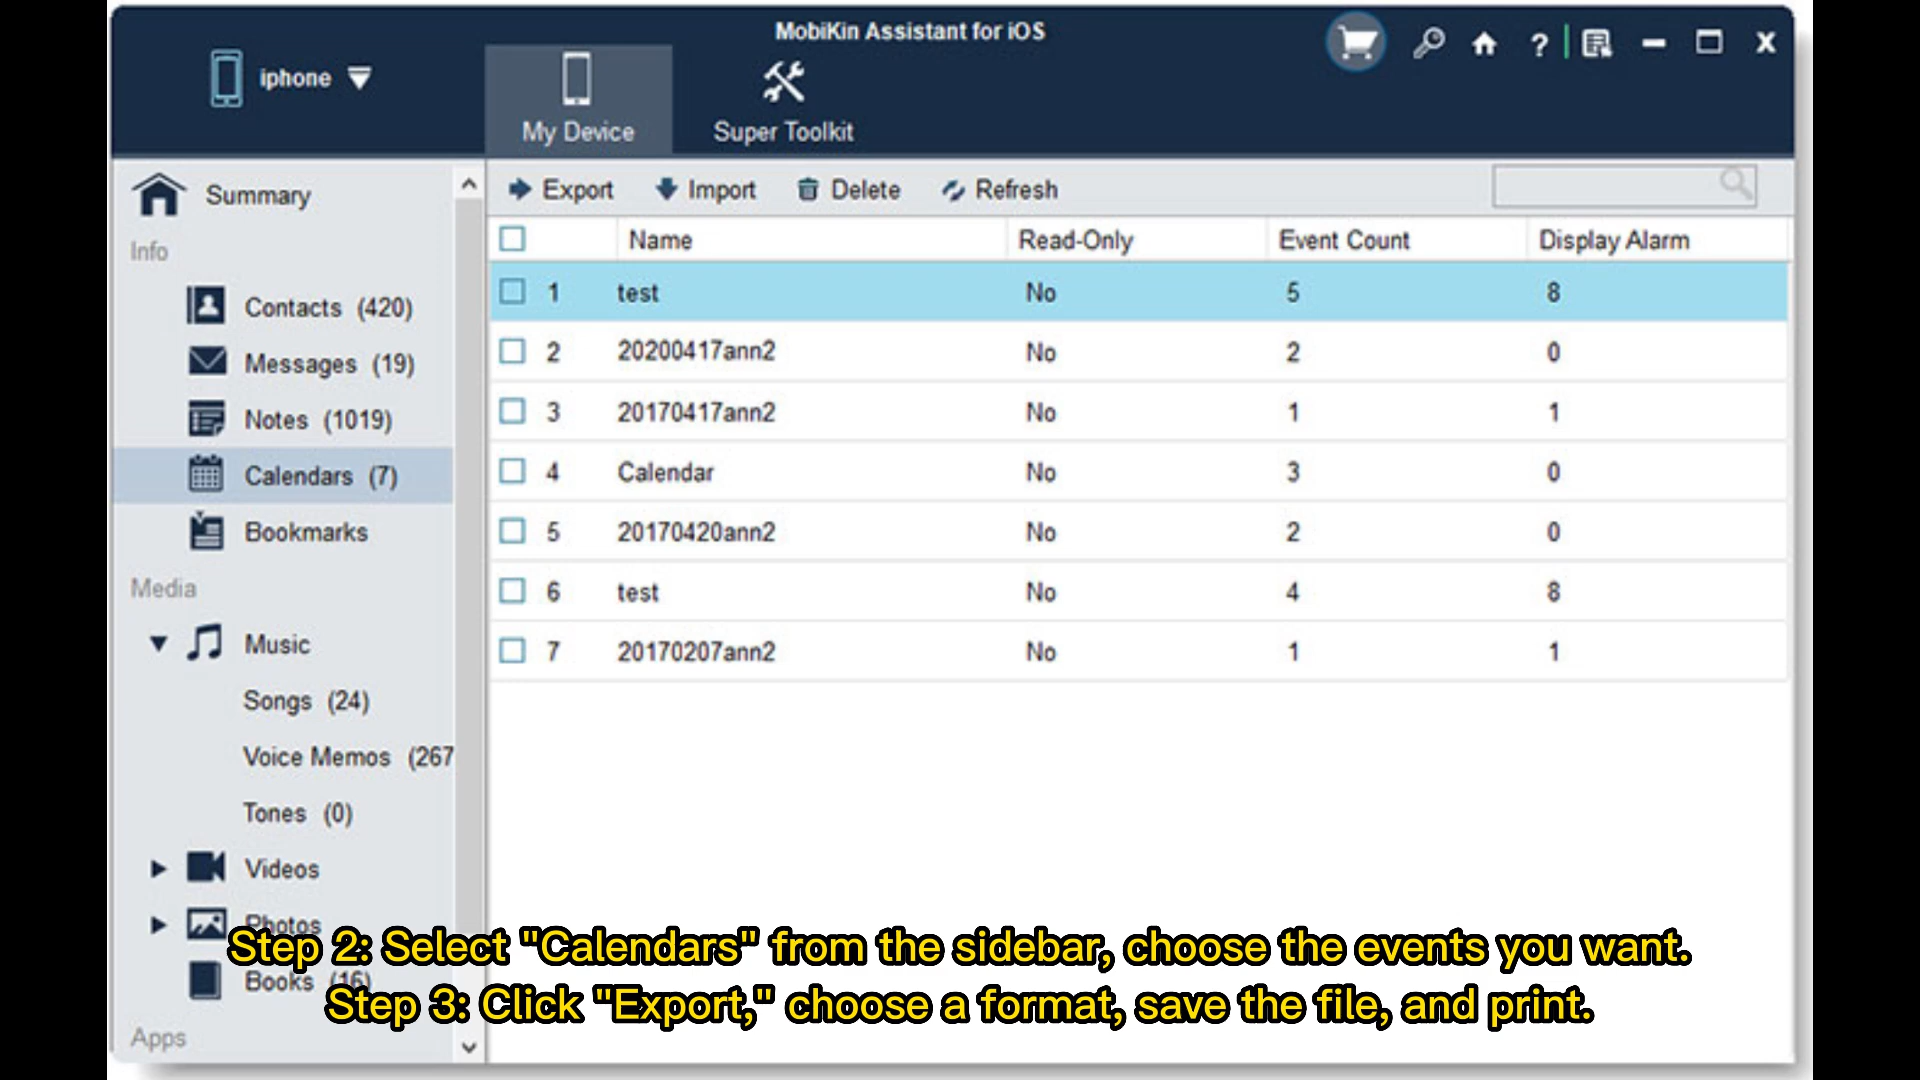 MobiKin Assistant for iOS
iphone
?
My Device
Super Toolkit
Summary
Info
Contacts (420)
Messages (19)
Notes (1019)
Calendars (7)
Bookmarks
Media
Music
Songs (24)
Voice Memos (267
Tones (0)
Videos
Photos
Books (16)
Apps
Export Import Delete Refresh
Name Read-Only Event Count Display Alarm
1 test No 5 8
2 20200417ann2 No 2 0
3 20170417ann2 No 1 1
4 Calendar No 3 0
5 20170420ann2 No 2 0
6 test No 4 8
7 20170207ann2 No 1 1
Step 2: Select "Calendars" from the sidebar, choose the events you want.
Step 3: Click "Export," choose a format, save the file, and print.